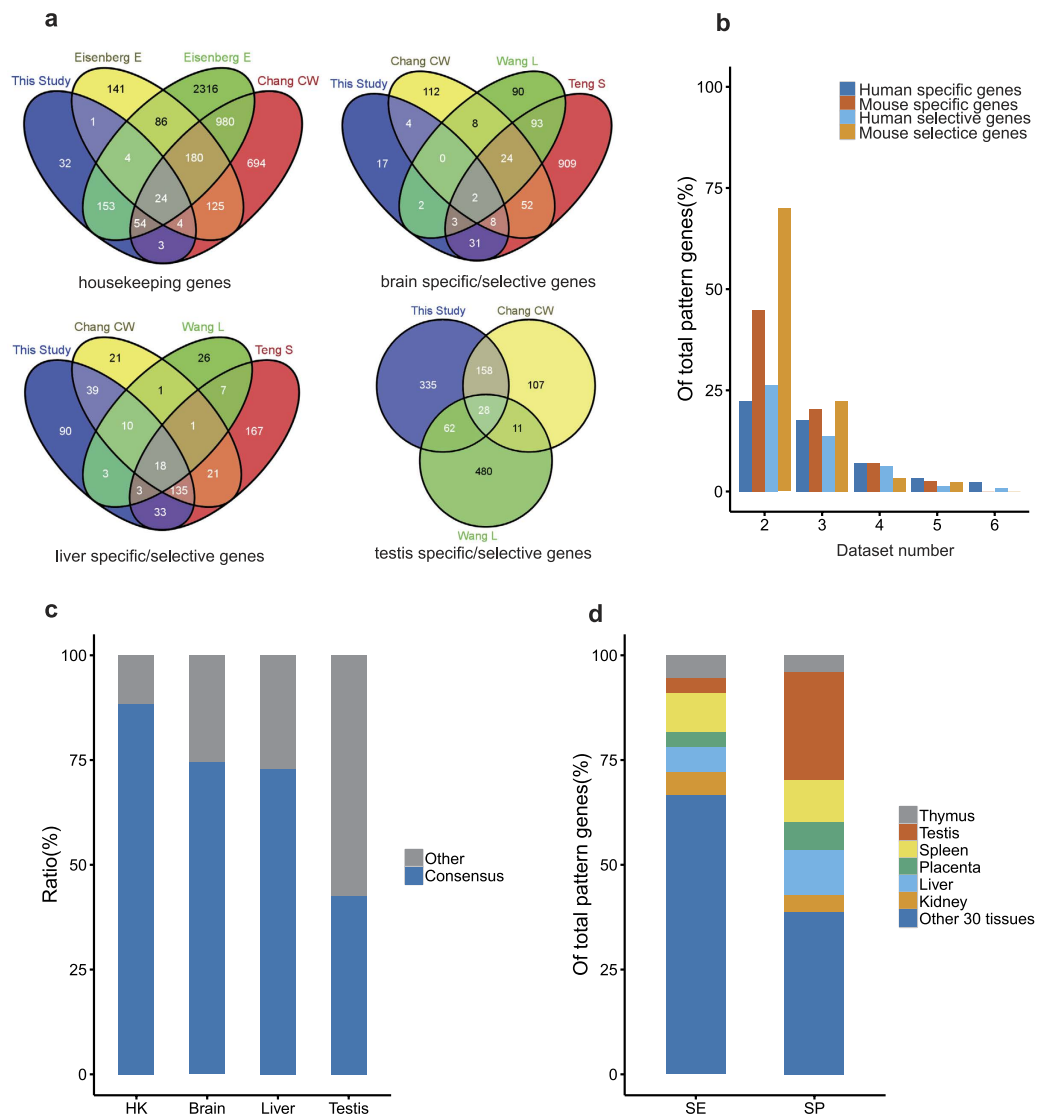 a
Eisenberg E
Eisenberg E
This Study
Chang CW
141
2316
1
86
980
32
4
180
694
24
153
125
54
4
3
housekeeping genes
Chang CW
Wang L
This Study
Teng S
112
90
4
8
93
17
0
24
909
2
2
52
3
8
31
brain specific/selective genes
Chang CW
Wang L
This Study
Teng S
21
26
39
1
7
90
10
1
167
18
3
21
3
135
33
liver specific/selective genes
This Study
Chang CW
158
335
107
28
62
11
480
Wang L
testis specific/selective genes
b
Of total pattern genes(%)
100
75
50
25
0
2
3
4
5
6
Dataset number
Human specific genes
Mouse specific genes
Human selective genes
Mouse selectice genes
c
Ratio(%)
100
75
50
25
0
HK
Brain
Liver
Testis
Other
Consensus
d
Of total pattern genes(%)
100
75
50
25
0
SE
SP
Thymus
Testis
Spleen
Placenta
Liver
Kidney
Other 30 tissues